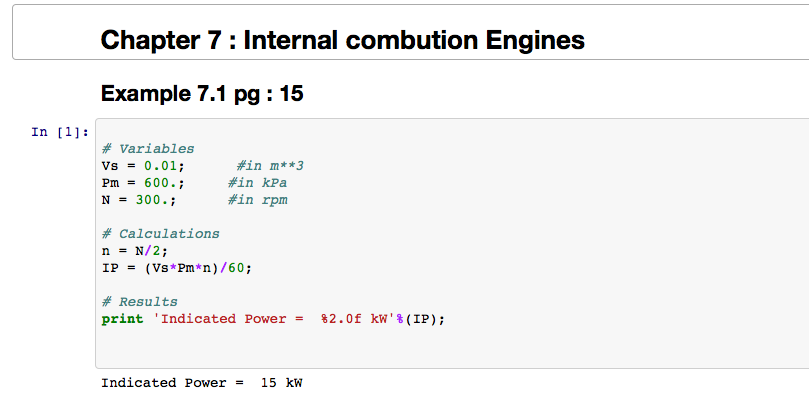 Chapter 7 : Internal combution Engines
Example 7.1 pg : 15
In [1]:
# Variables
Vs = 0.01;      #in m**3
Pm = 600.;     #in kPa
N = 300.;      #in rpm
# Calculations
n = N/2;
IP = (Vs*Pm*n)/60;
# Results
print 'Indicated Power =  %2.0f kW'%(IP);
Indicated Power =  15 kW